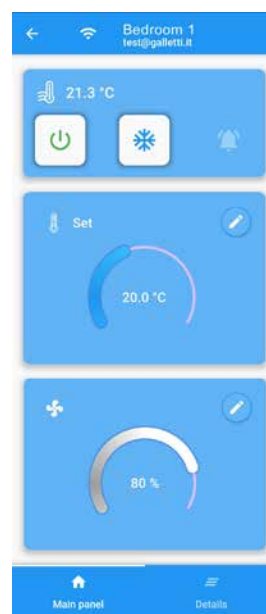 Bedroom 1
test@galletti.it
21.3 °C
Set
20.0 °C
80 %
Main panel
Details